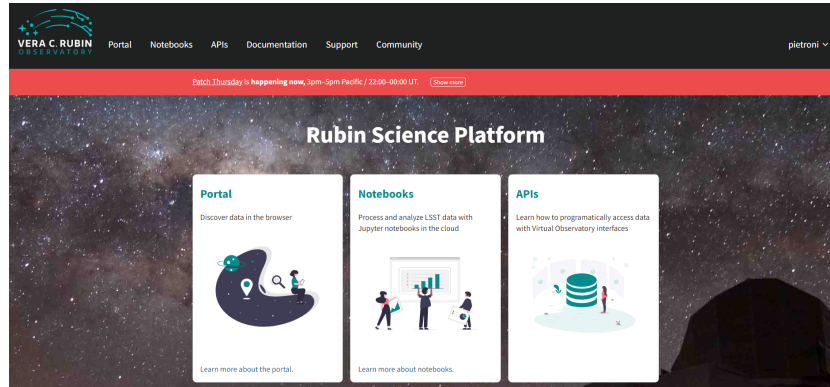 VERA C. RUBIN
OBSERVATORY
Portal Notebooks APIs Documentation Support Community
pietroni
Patch Thursday is happening now, 3pm–5pm Pacific / 22:00–00:00 UT. Show more
Rubin Science Platform
Portal
Discover data in the browser
Learn more about the portal.
Notebooks
Process and analyze LSST data with
Jupyter notebooks in the cloud
Learn more about notebooks.
APIs
Learn how to programatically access data
with Virtual Observatory interfaces